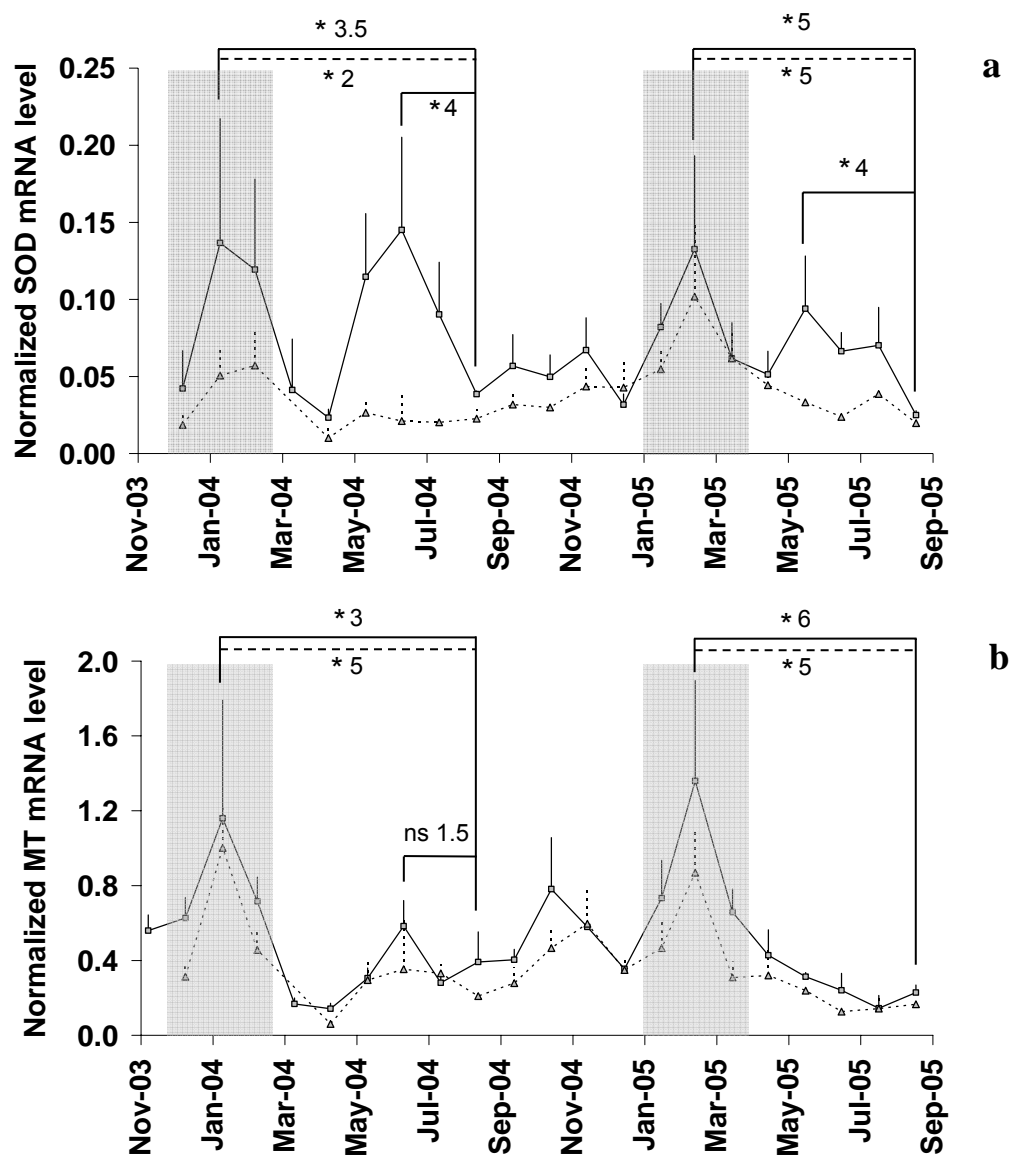 * 3.5
* 5
a
* 2
* 5
* 4
* 4
Normalized SOD mRNA level
0.25
0.20
0.15
0.10
0.05
0.00
Nov-03
Jan-04
Mar-04
May-04
Jul-04
Sep-04
Nov-04
Jan-05
Mar-05
May-05
Jul-05
Sep-05
* 3
* 6
b
* 5
* 5
ns 1.5
Normalized MT mRNA level
2.0
1.6
1.2
0.8
0.4
0.0
Nov-03
Jan-04
Mar-04
May-04
Jul-04
Sep-04
Nov-04
Jan-05
Mar-05
May-05
Jul-05
Sep-05